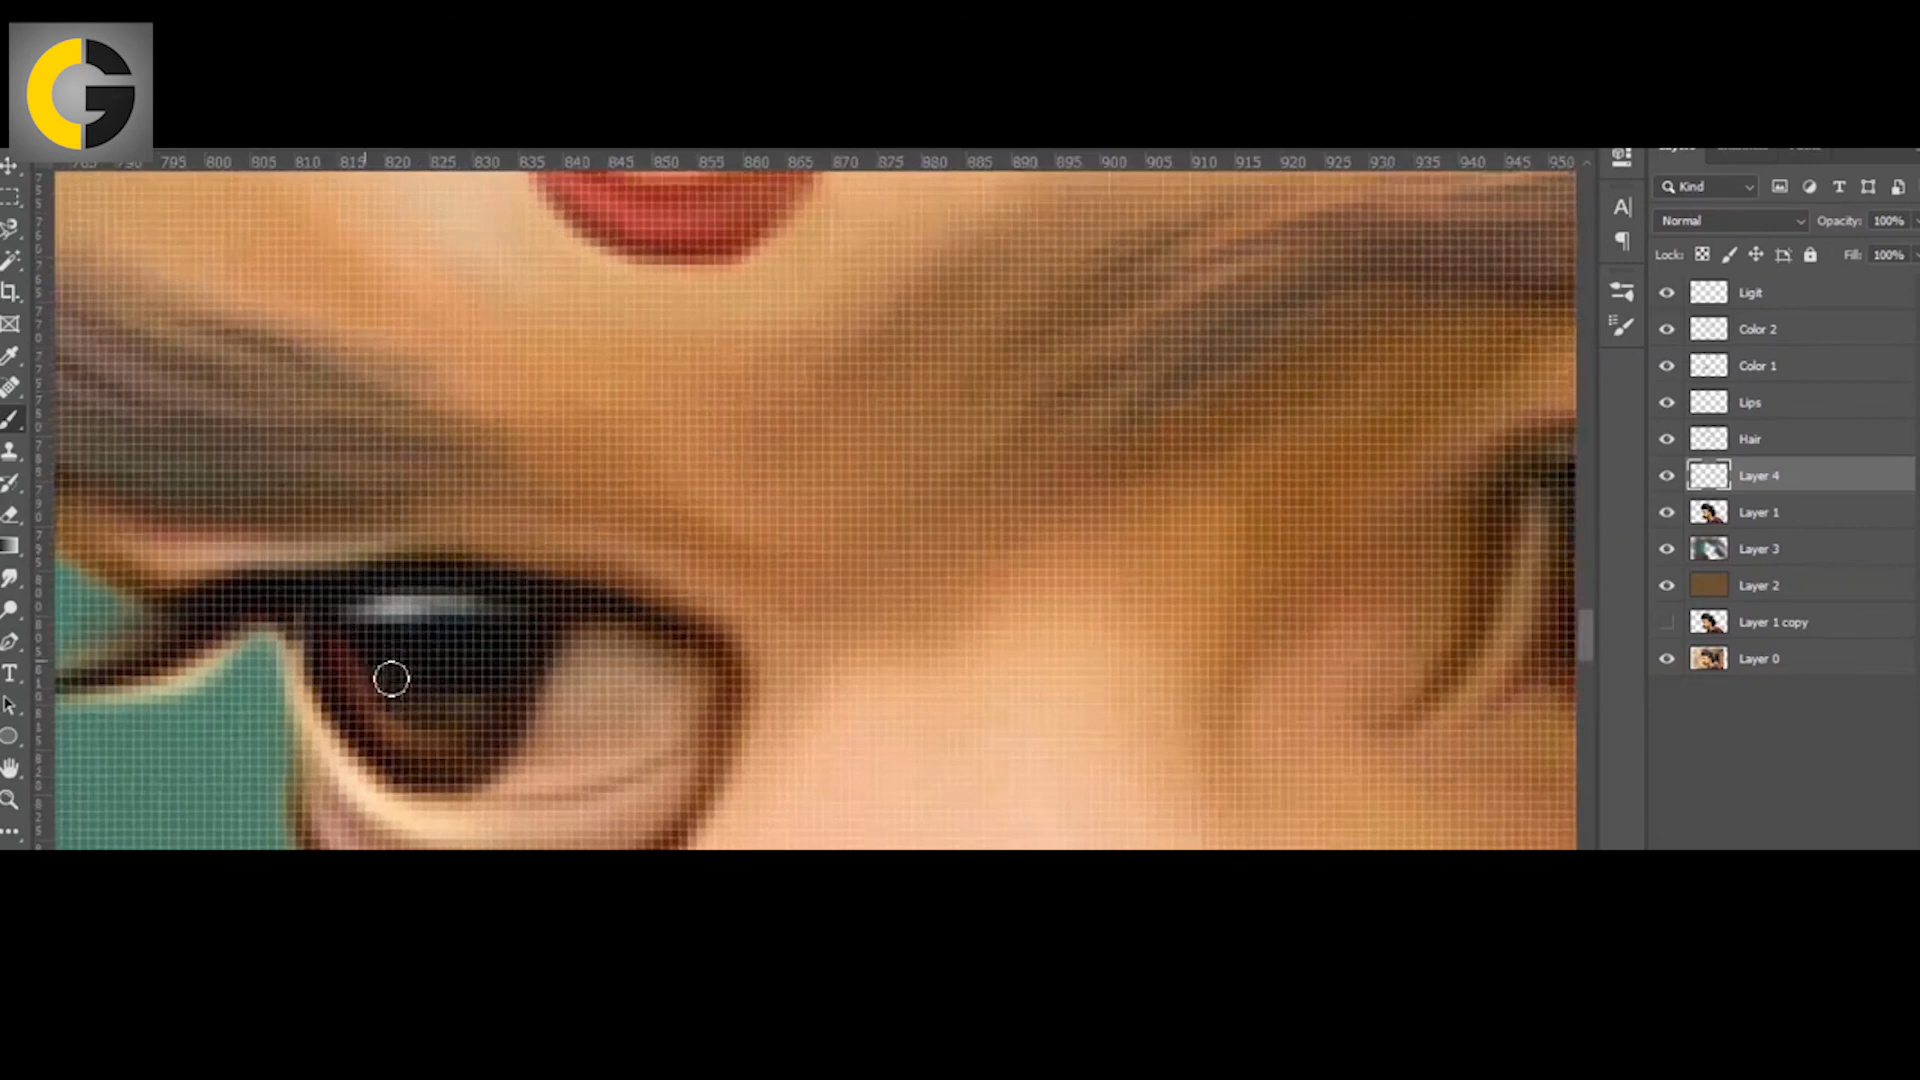 765 790 795 800 805 810 815 820 825 830 835 840 845 850 855 860 865 870 875 880 885 890 895 900 905 910 915 920 925 930 935 940 945 950
Kind
Normal Opacity: 100%
Lock: Fill: 100%
Ligit
Color 2
Color 1
Lips
Hair
Layer 4
Layer 1
Layer 3
Layer 2
Layer 1 copy
Layer 0